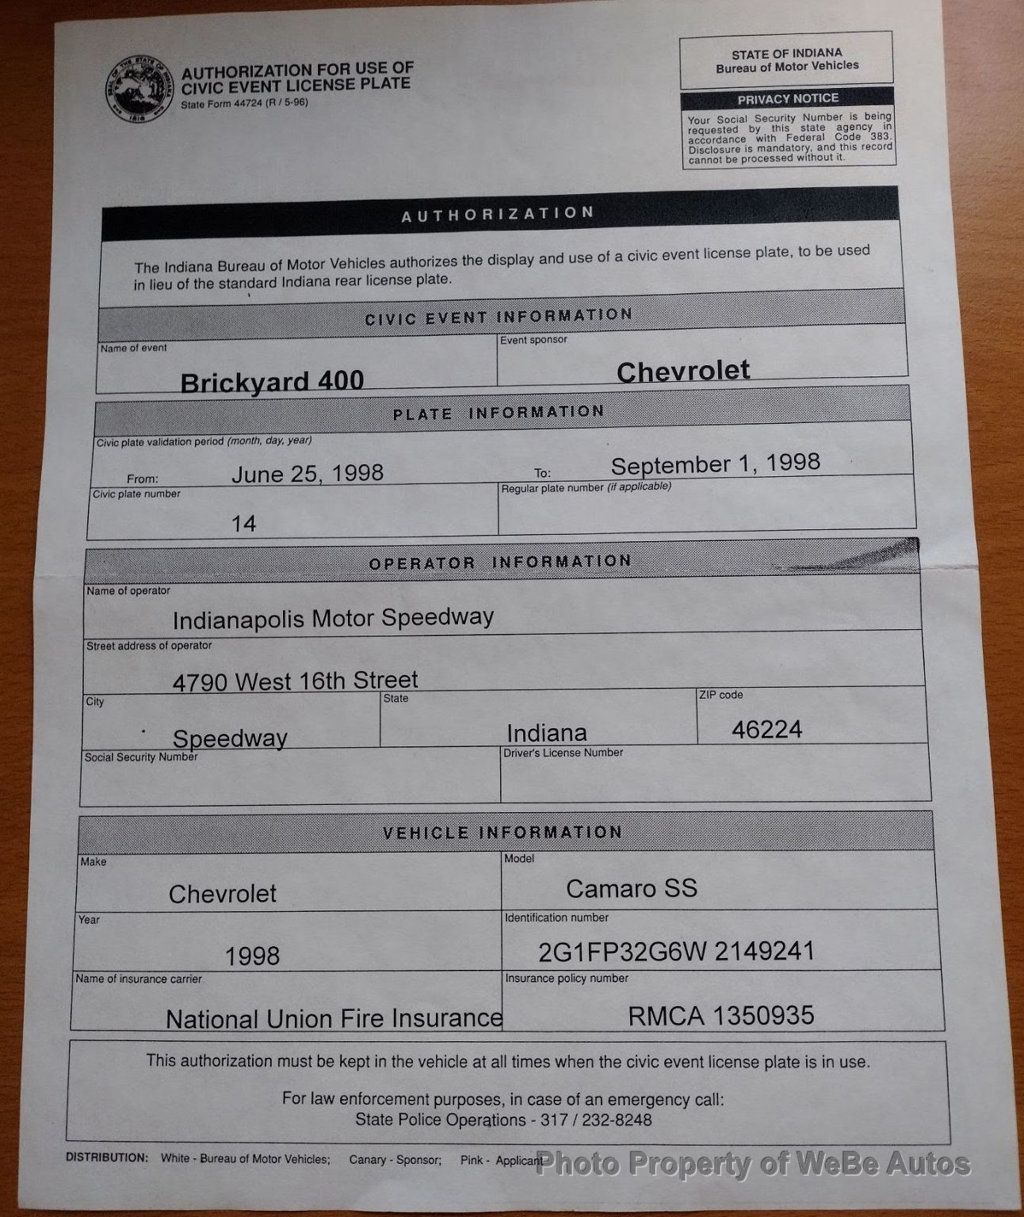 AUTHORIZATION FOR USE OF
CIVIC EVENT LICENSE PLATE
State Form 44724 (R / 5-96)
STATE OF INDIANA
Bureau of Motor Vehicles
PRIVACY NOTICE
Your Social Security Number is being
requested by this state agency in
accordance with Federal Code 383.
Disclosure is mandatory, and this record
cannot be processed without it.
AUTHORIZATION
The Indiana Bureau of Motor Vehicles authorizes the display and use of a civic event license plate, to be used
in lieu of the standard Indiana rear license plate.
CIVIC EVENT INFORMATION
Name of event
Event sponsor
Brickyard 400
Chevrolet
PLATE INFORMATION
Civic plate validation period (month, day, year)
From: June 25, 1998 To: September 1, 1998
Civic plate number
Regular plate number (if applicable)
14
OPERATOR INFORMATION
Name of operator
Indianapolis Motor Speedway
Street address of operator
4790 West 16th Street
City
State
ZIP code
Speedway
Indiana
46224
Social Security Number
Driver's License Number
VEHICLE INFORMATION
Make
Model
Chevrolet
Camaro SS
Year
Identification number
1998
2G1FP32G6W 2149241
Name of insurance carrier
Insurance policy number
National Union Fire Insurance
RMCA 1350935
This authorization must be kept in the vehicle at all times when the civic event license plate is in use.
For law enforcement purposes, in case of an emergency call:
State Police Operations - 317 / 232-8248
DISTRIBUTION: White - Bureau of Motor Vehicles; Canary - Sponsor; Pink - Applicant
Photo Property of WeBe Autos